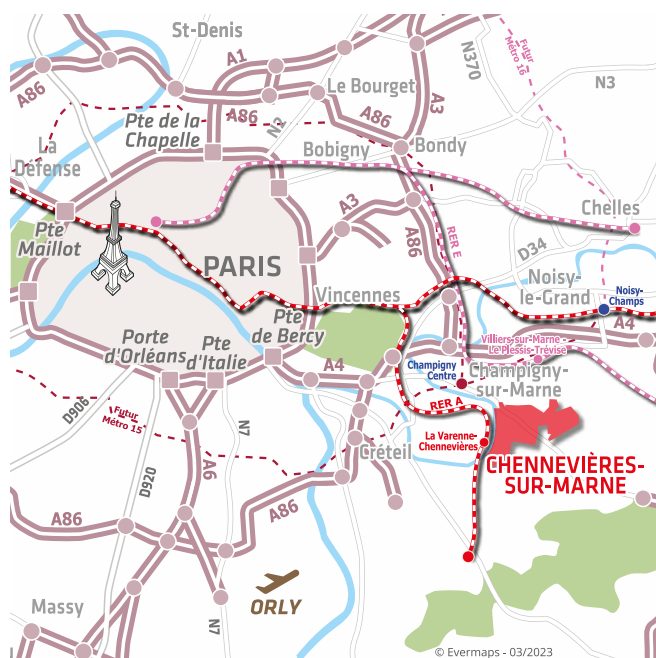 St-Denis
A1
A86
Le Bourget
N370
Futur
Métro 16
N3
A86
N2
A3
A86
Pte de la
Chapelle
Bobigny
Bondy
La
Défense
Chelles
A3
A86
RER E
Pte
Maillot
D34
PARIS
Noisy-
le-Grand
Noisy-
Champs
Vincennes
A4
Pte
de Bercy
Porte
d'Orléans
Pte
d'Italie
Villiers-sur-Marne -
Le Plessis-Trévise
A4
Champigny
Centre
Champigny-
sur-Marne
D906
Futur
Métro 15
N7
RER A
La Varenne-
Chennevières
Créteil
D920
A6
CHENNEVIÈRES-
SUR-MARNE
A86
A86
ORLY
Massy
N7
© Evermaps - 03/2023